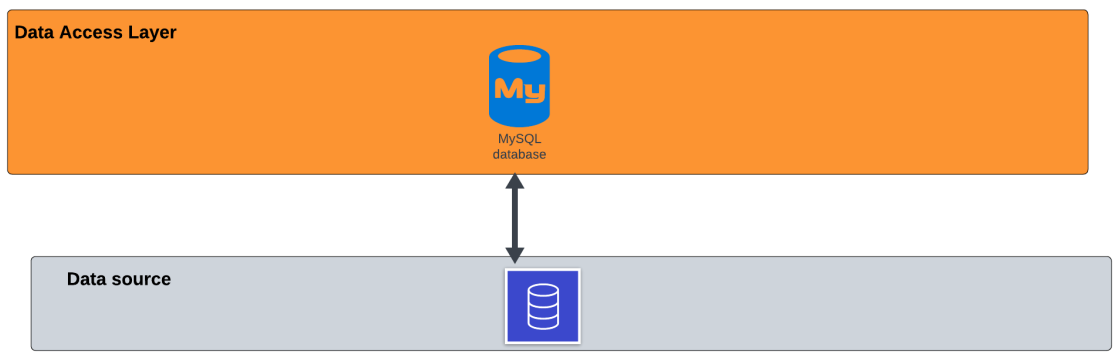 Data Access Layer
My
MySQL
database
Data source